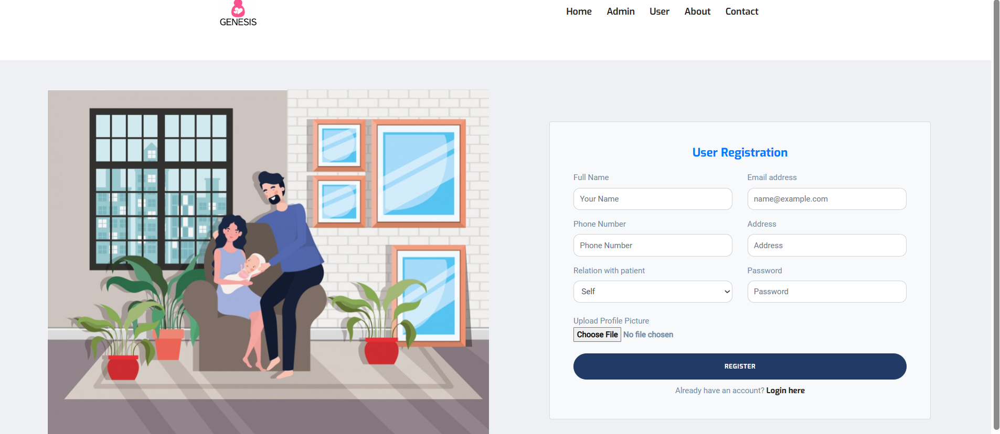 GENESIS
Home Admin User About Contact
User Registration
Full Name Email address
Your Name name@example.com
Phone Number Address
Phone Number Address
Relation with patient Password
Self Password
Upload Profile Picture
Choose File No file chosen
REGISTER
Already have an account? Login here